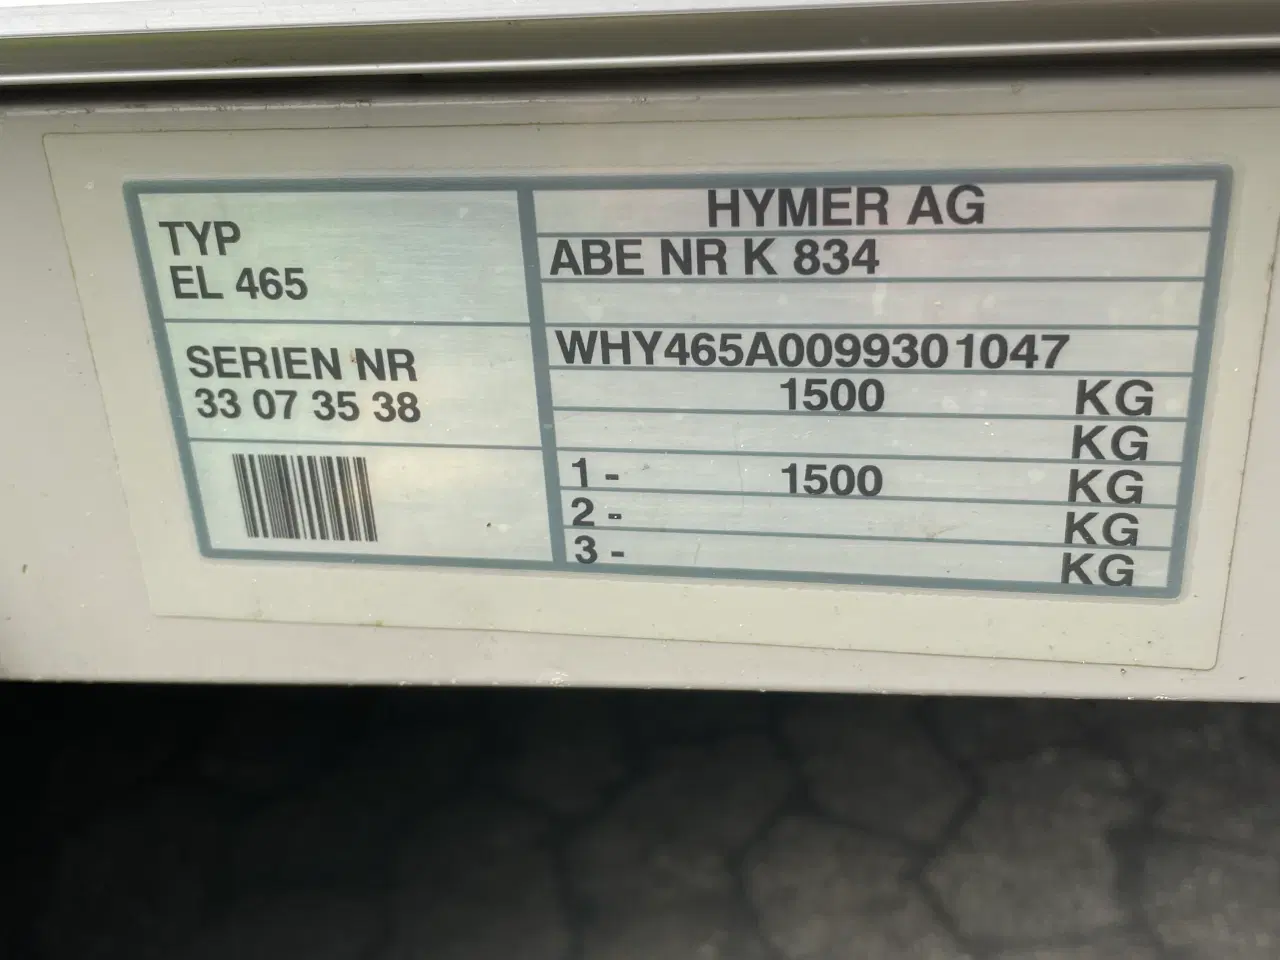 TYP
EL 465
SERIEN NR
33 07 35 38
HYMER AG
ABE NR K 834
WHY465A0099301047
1500 KG
KG
1 - 1500 KG
2 - KG
3 - KG